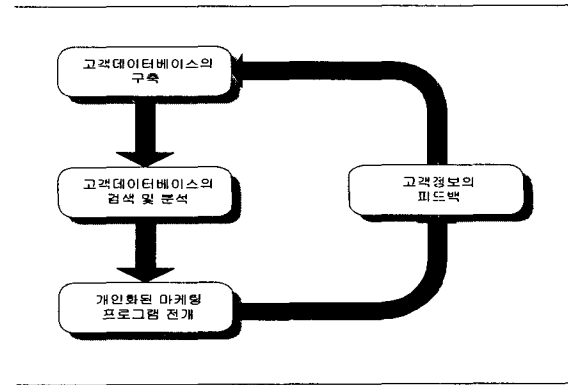 고객데이터베이스의
구축
고객데이터베이스의
검색 및 분석
개인화된 마케팅
프로그램 전개
고객정보의
피드백